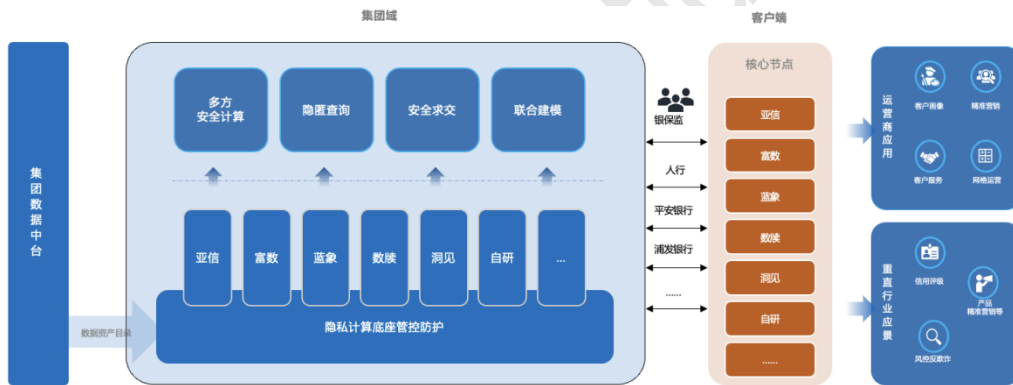 集团域
客户端
集团数据中台
多方
安全计算
隐匿查询
安全求交
联合建模
亚信
富数
蓝象
数牍
洞见
自研
...
隐私计算底座管控防护
数据资产目录
银保监
人行
平安银行
浦发银行
......
核心节点
亚信
富数
蓝象
数牍
洞见
自研
......
运营商应用
客户画像
精准营销
客户服务
网格运营
垂直行业应景
信用评级
产品
精准营销等
风控反欺诈